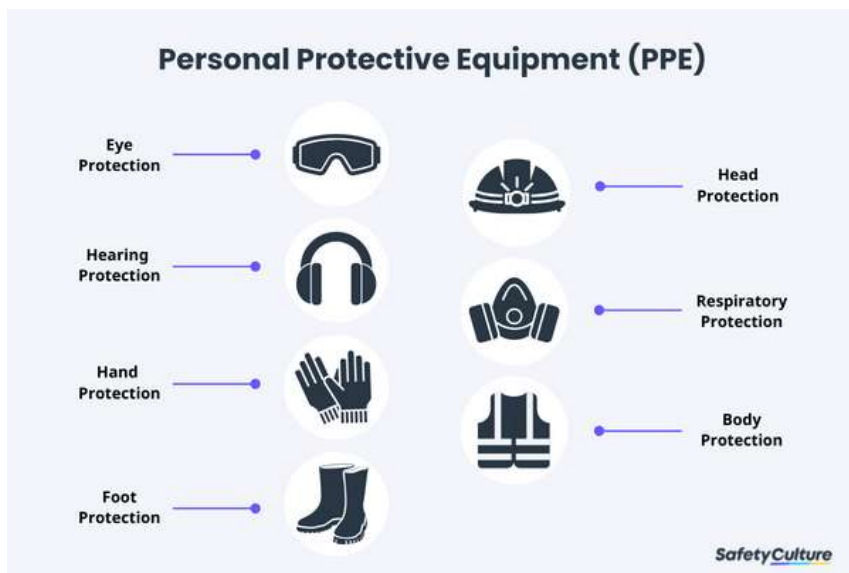 Personal Protective Equipment (PPE)
Eye
Protection
Hearing
Protection
Hand
Protection
Foot
Protection
Head
Protection
Respiratory
Protection
Body
Protection
SafetyCulture